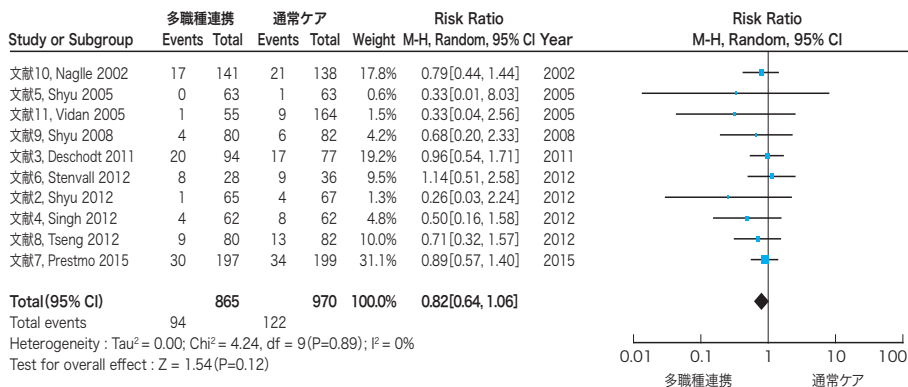 多職種連携 通常ケア Risk Ratio Risk Ratio
Study or Subgroup Events Total Events Total Weight M-H, Random, 95% CI Year M-H, Random, 95% CI
文献10, Naglle 2002 17 141 21 138 17.8% 0.79[0.44, 1.44] 2002
文献5, Shyu 2005 0 63 1 63 0.6% 0.33[0.01, 8.03] 2005
文献11, Vidan 2005 1 55 9 164 1.5% 0.33[0.04, 2.56] 2005
文献9, Shyu 2008 4 80 6 82 4.2% 0.68[0.20, 2.33] 2008
文献3, Deschodt 2011 20 94 17 77 19.2% 0.96[0.54, 1.71] 2011
文献6, Stenvall 2012 8 28 9 36 9.5% 1.14[0.51, 2.58] 2012
文献2, Shyu 2012 1 65 4 67 1.3% 0.26[0.03, 2.24] 2012
文献4, Singh 2012 4 62 8 62 4.8% 0.50[0.16, 1.58] 2012
文献8, Tseng 2012 9 80 13 82 10.0% 0.71[0.32, 1.57] 2012
文献7, Prestmo 2015 30 197 34 199 31.1% 0.89[0.57, 1.40] 2015
Total(95% CI) 865 970 100.0% 0.82[0.64, 1.06]
Total events 94 122
Heterogeneity : Tau² = 0.00; Chi² = 4.24, df = 9(P=0.89); I² = 0%
Test for overall effect : Z = 1.54(P=0.12)
0.01 0.1 1 10 100
多職種連携 通常ケア